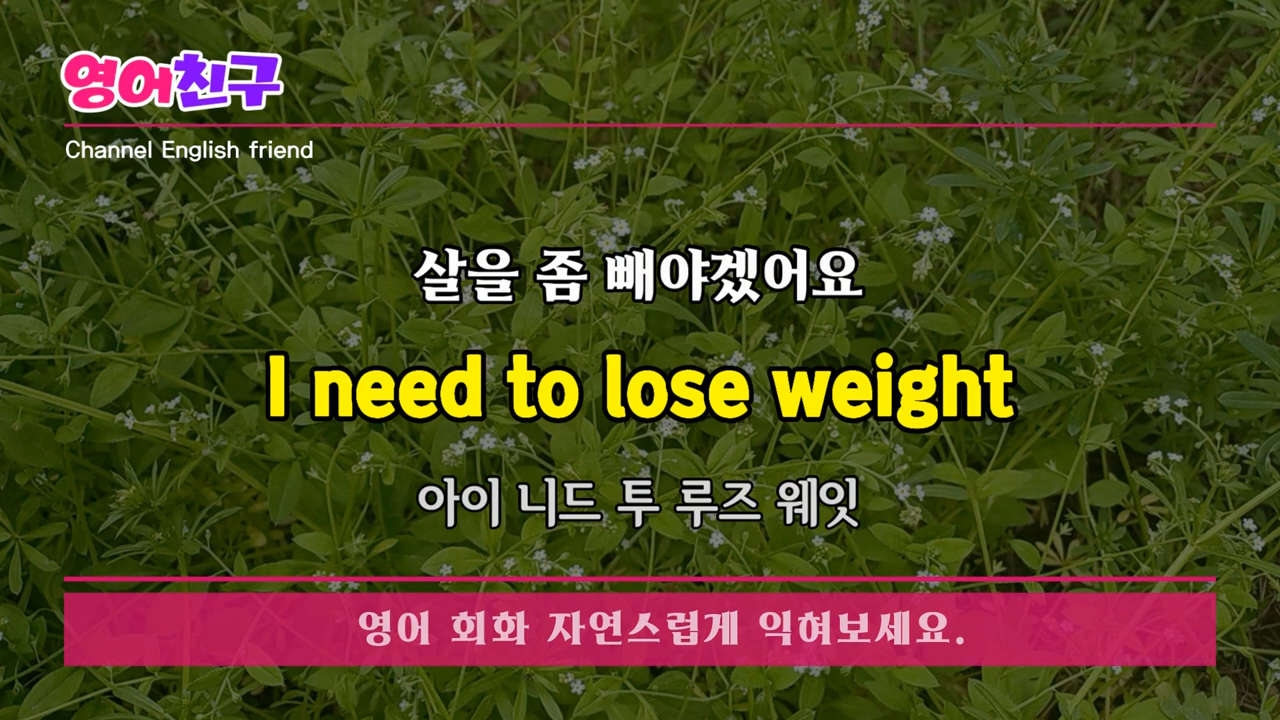 영어친구
Channel English friend
살을 좀 빼야겠어요
I need to lose weight
아이 니드 투 루즈 웨잇
영어 회화 자연스럽게 익혀보세요.